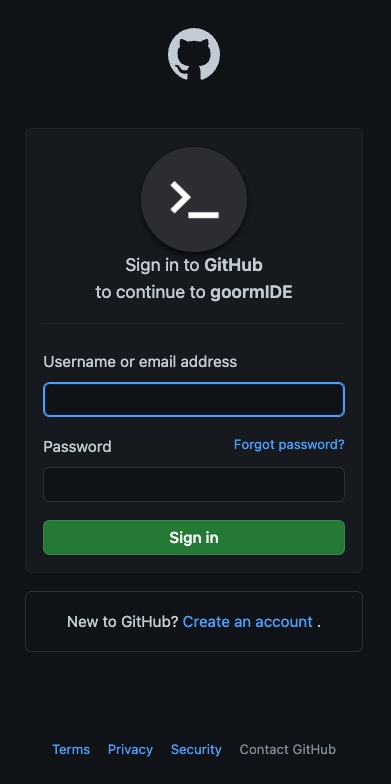 Sign in to GitHub
to continue to goormIDE
Username or email address
Password
Forgot password?
Sign in
New to GitHub? Create an account .
Terms Privacy Security Contact GitHub